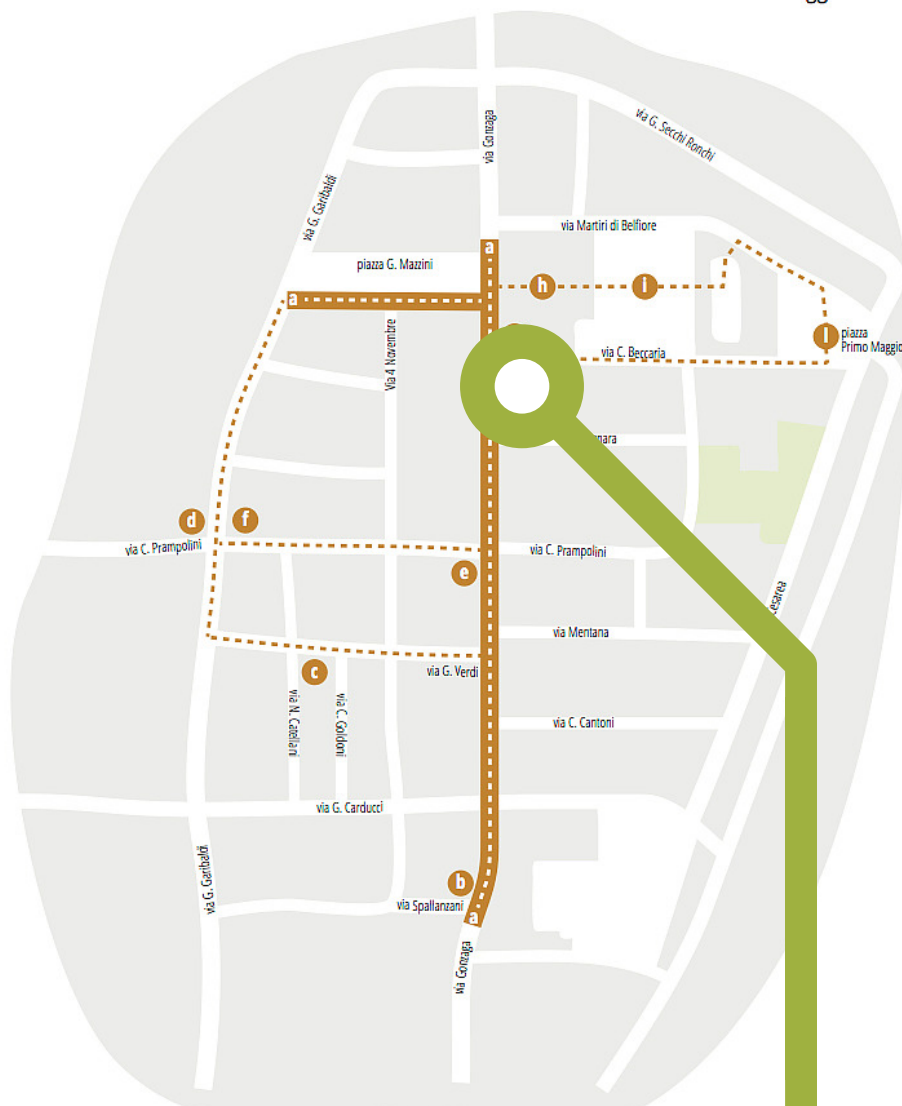 via Gonzaga
via G. Secchi Ronchi
via G. Garibaldi
via Martiri di Belfiore
a
piazza G. Mazzini
h
i
a
l
piazza
Primo Maggio
Via 4 Novembre
via C. Beccaria
d
f
via C. Prampolini
via C. Prampolini
e
via Mentana
c
via G. Verdi
via N. Catellani
via C. Goldoni
via C. Cantoni
via G. Carducci
via G. Garibaldi
b
via Spallanzani
a
via Gonzaga